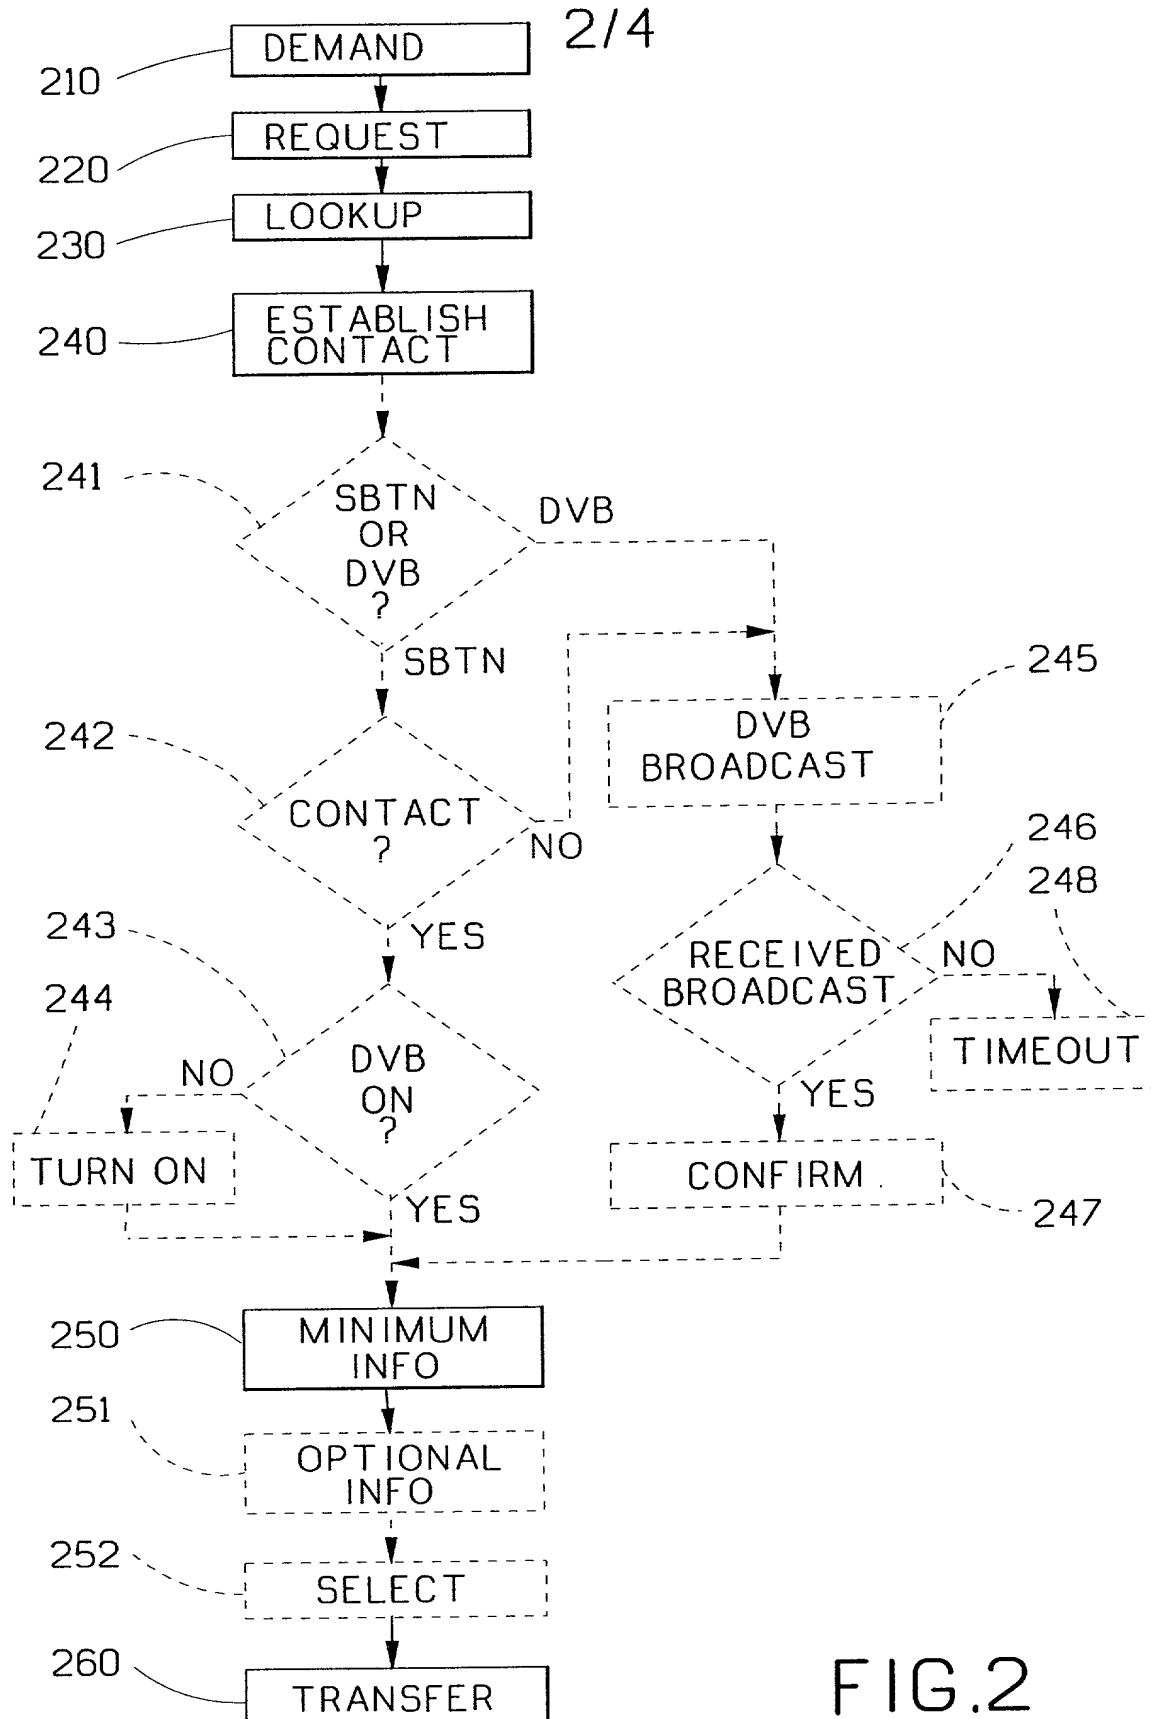 2/4
DEMAND
210
REQUEST
220
LOOKUP
230
ESTABLISH
CONTACT
240
241
SBTN
OR
DVB
?
DVB
SBTN
245
DVB
BROADCAST
242
CONTACT
?
NO
YES
246
248
RECEIVED
BROADCAST
NO
TIMEOUT
YES
243
244
DVB
ON
?
NO
TURN ON
YES
CONFIRM
247
250
MINIMUM
INFO
251
OPTIONAL
INFO
252
SELECT
260
TRANSFER
FIG.2